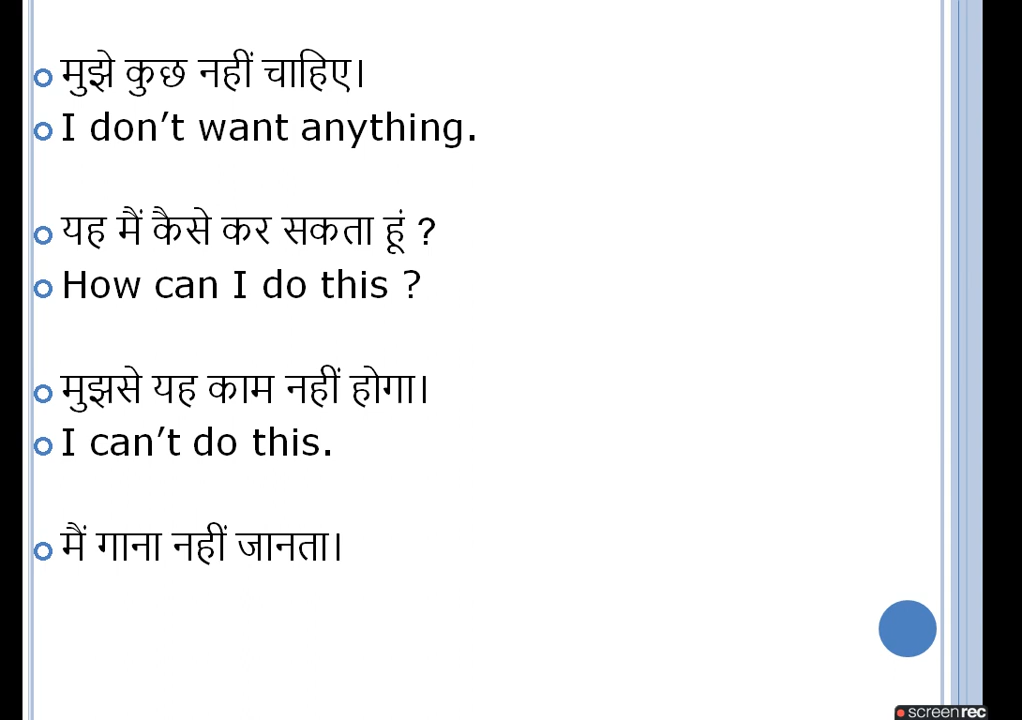 मुझे कुछ नहीं चाहिए।
I don’t want anything.
यह मैं कैसे कर सकता हूं ?
How can I do this ?
मुझसे यह काम नहीं होगा।
I can’t do this.
मैं गाना नहीं जानता।
screenrec